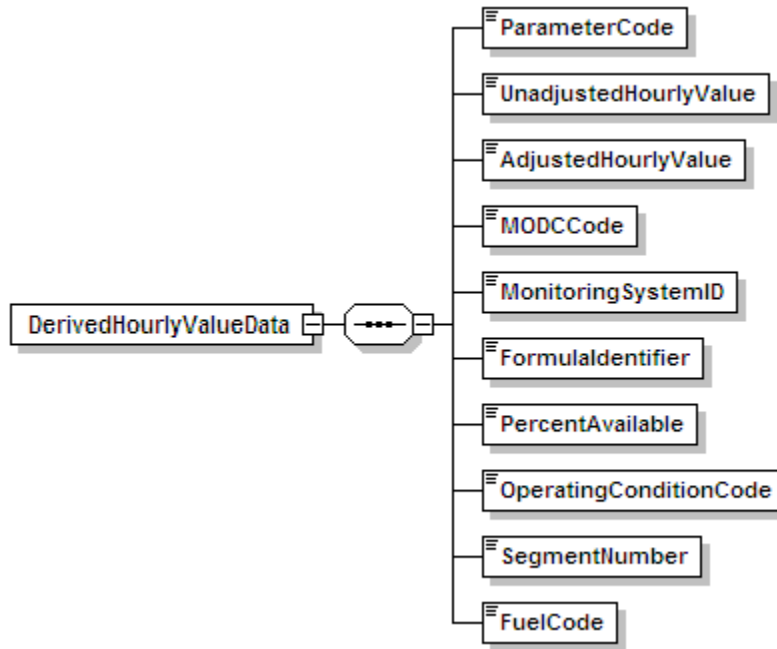 ParameterCode
UnadjustedHourlyValue
AdjustedHourlyValue
MODCCode
MonitoringSystemID
DerivedHourlyValueData
FormulaIdentifier
PercentAvailable
OperatingConditionCode
SegmentNumber
FuelCode